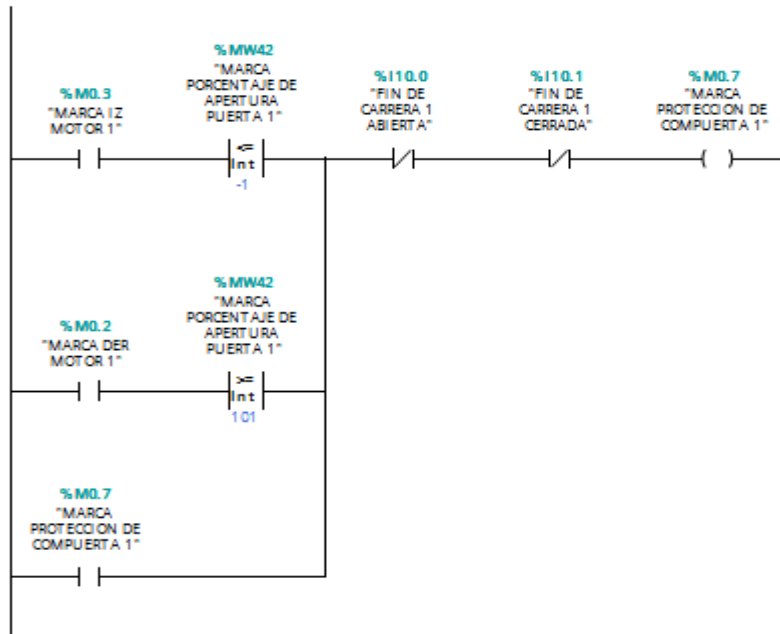 %MW42
"MARCA
PORCENTAJE DE
APERTURA
PUERTA 1"
%M0.3
"MARCA IZ
MOTOR 1"
<=
Int
-1
%I10.0
"FIN DE
CARRERA 1
ABIERTA"
%I10.1
"FIN DE
CARRERA 1
CERRADA"
%M0.7
"MARCA
PROTECCION DE
COMPUERTA 1"
%MW42
"MARCA
PORCENTAJE DE
APERTURA
PUERTA 1"
%M0.2
"MARCA DER
MOTOR 1"
>=
Int
101
%M0.7
"MARCA
PROTECCION DE
COMPUERTA 1"